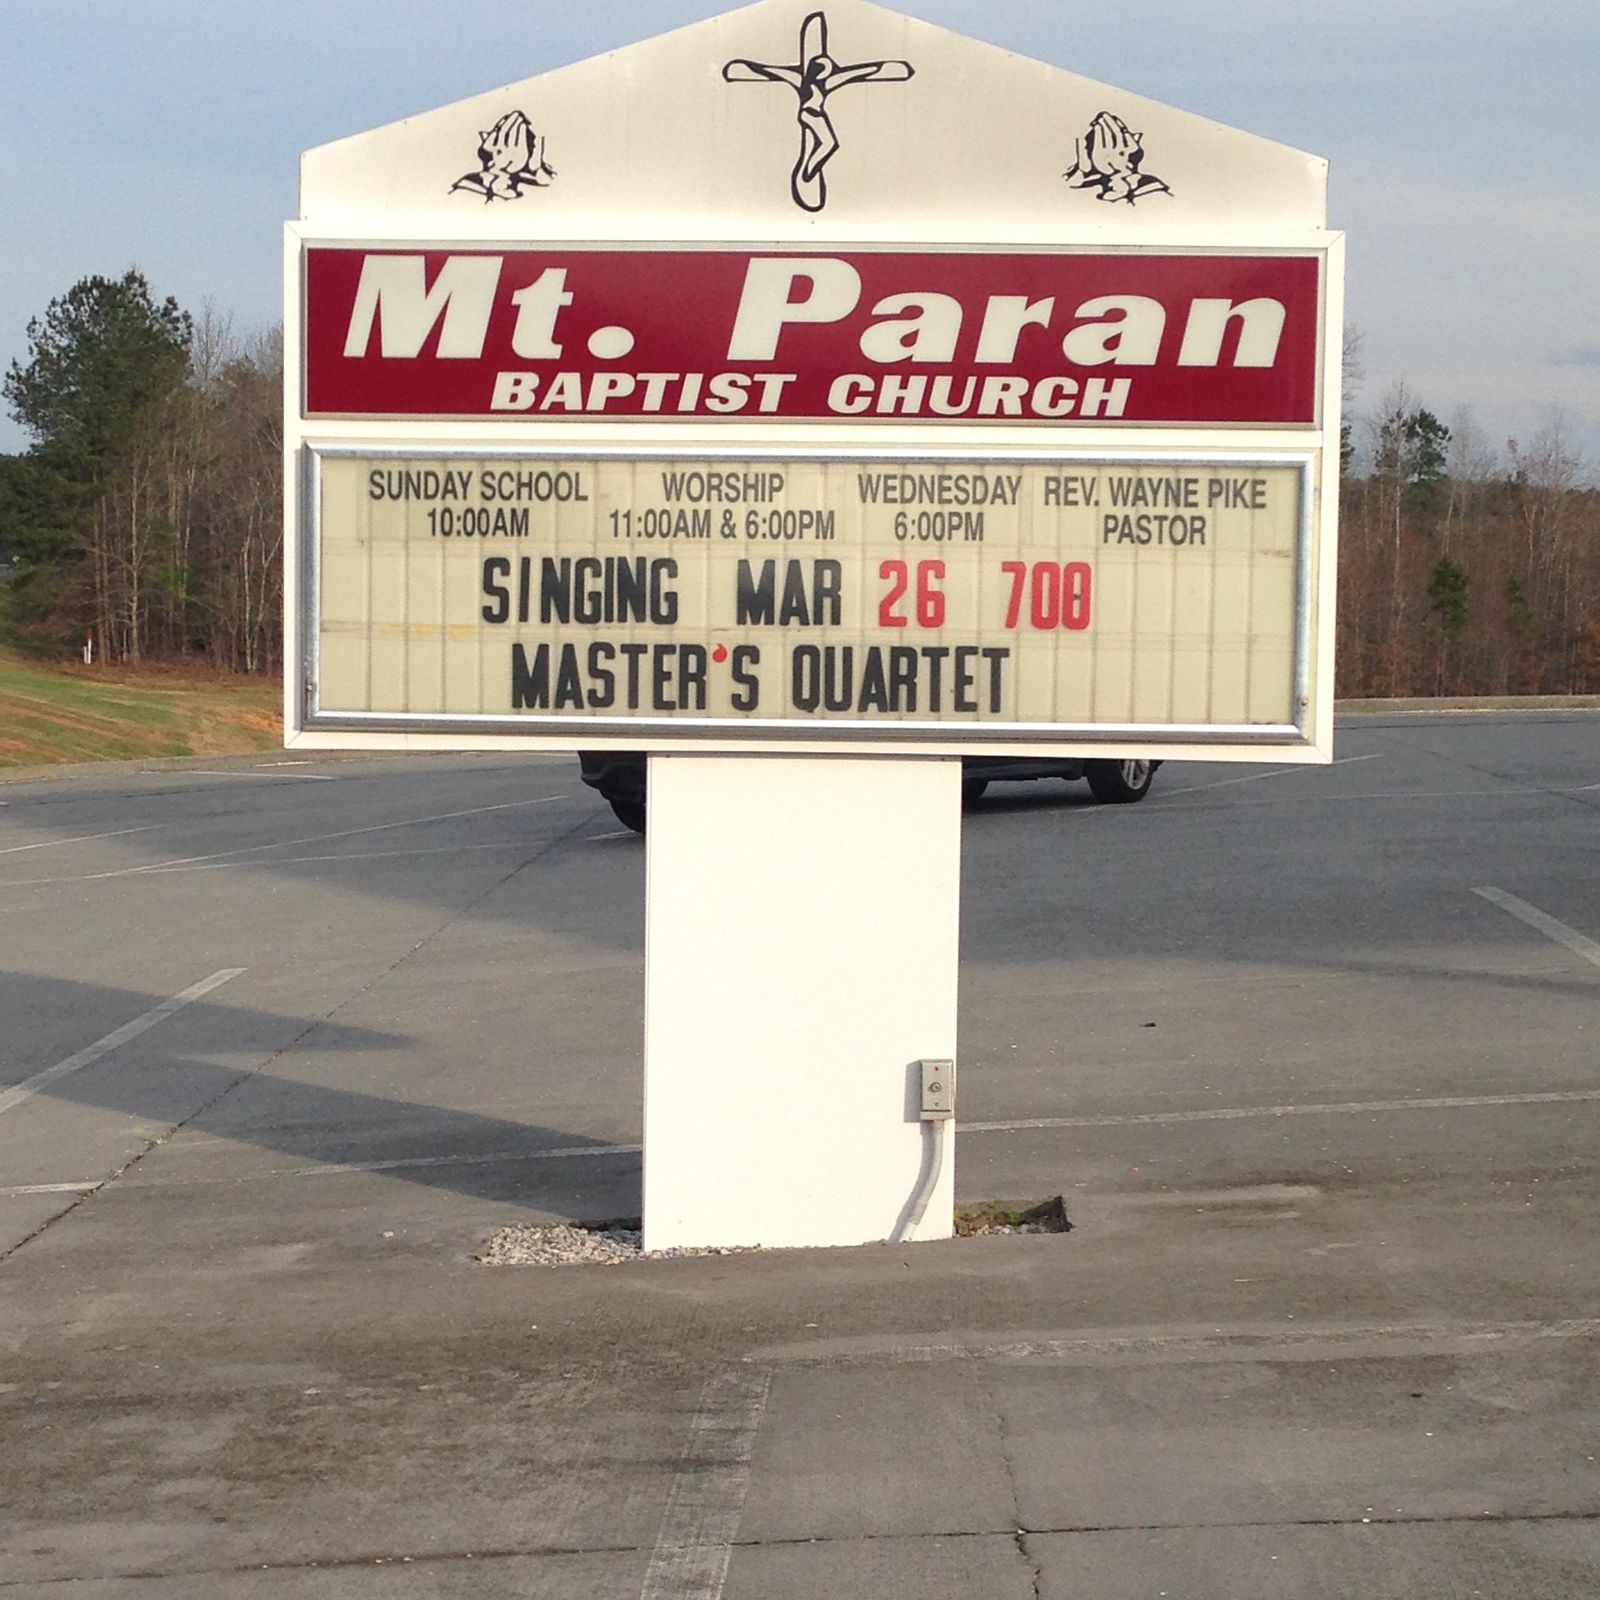 Mt. Paran
BAPTIST CHURCH
SUNDAY SCHOOL WORSHIP WEDNESDAY REV. WAYNE PIKE
10:00AM 11:00AM & 6:00PM 6:00PM PASTOR
SINGING MAR 26 700
MASTER'S QUARTET